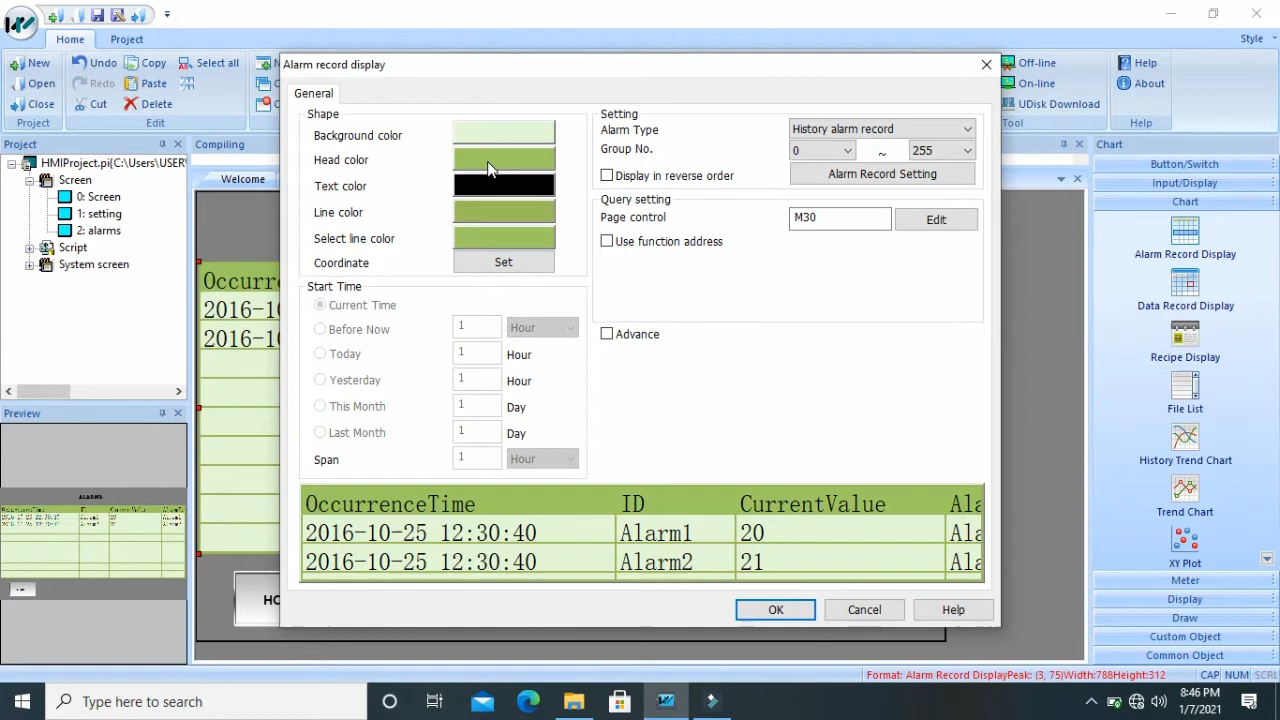 Style
Home
Project
New
Open
Close
Project
Undo
Redo
Cut
Copy
Paste
Delete
Select all
Edit
Off-line
On-line
UDisk Download
Tool
Help
About
Help
Project
HMIProject.pi[C:\Users\USER\
Screen
0: Screen
1: setting
2: alarms
Script
System screen
Preview
ALARMS
Compiling
Welcome
Occurre
2016-10
2016-10
HO
Alarm record display
General
Shape
Background color
Head color
Text color
Line color
Select line color
Coordinate
Set
Start Time
Current Time
Before Now
1
Hour
Today
1
Hour
Yesterday
1
Hour
This Month
1
Day
Last Month
1
Day
Span
1
Hour
Setting
Alarm Type
History alarm record
Group No.
0
~
255
Display in reverse order
Alarm Record Setting
Query setting
Page control
M30
Edit
Use function address
Advance
OccurrenceTime ID CurrentValue Ala
2016-10-25 12:30:40 Alarm1 20 Ala
2016-10-25 12:30:40 Alarm2 21 Ala
OK
Cancel
Help
Chart
Button/Switch
Input/Display
Chart
Alarm Record Display
Data Record Display
Recipe Display
File List
History Trend Chart
Trend Chart
XY Plot
Meter
Display
Draw
Custom Object
Common Object
Format: Alarm Record DisplayPeak: (3, 75)Width:788Height:312
CAP NUM SCRL
Type here to search
8:46 PM
1/7/2021